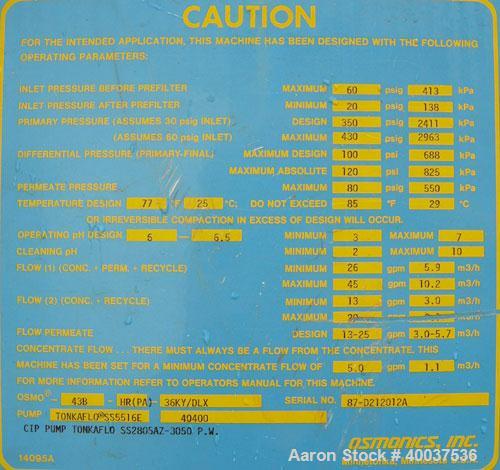 CAUTION
FOR THE INTENDED APPLICATION, THIS MACHINE HAS BEEN DESIGNED WITH THE FOLLOWING
OPERATING PARAMETERS:
INLET PRESSURE BEFORE PREFILTER MAXIMUM 60 psig 413 kPa
INLET PRESSURE AFTER PREFILTER MINIMUM 20 psig 138 kPa
PRIMARY PRESSURE (ASSUMES 30 psig INLET) DESIGN 350 psig 2411 kPa
(ASSUMES 60 psig INLET) MAXIMUM 430 psig 2963 kPa
DIFFERENTIAL PRESSURE (PRIMARY-FINAL) MAXIMUM DESIGN 100 psi 688 kPa
MAXIMUM ABSOLUTE 120 psi 825 kPa
PERMEATE PRESSURE MAXIMUM 80 psig 550 kPa
TEMPERATURE DESIGN 77 °F 25 °C; DO NOT EXCEED 85 °F 29 °C
OR IRREVERSIBLE COMPACTION IN EXCESS OF DESIGN WILL OCCUR.
OPERATING pH DESIGN 6 — 6.5 MINIMUM 3 MAXIMUM 7
CLEANING pH MINIMUM 2 MAXIMUM 10
FLOW (1) (CONC. + PERM. + RECYCLE) MINIMUM 26 gpm 5.9 m3/h
MAXIMUM 45 gpm 10.2 m3/h
FLOW (2) (CONC. + RECYCLE) MINIMUM 13 gpm 3.0 m3/h
MAXIMUM gpm m3/h
FLOW PERMEATE DESIGN 13-25 gpm 3.0-5.7 m3/h
CONCENTRATE FLOW . . . THERE MUST ALWAYS BE A FLOW FROM THE CONCENTRATE. THIS
MACHINE HAS BEEN SET FOR A MINIMUM CONCENTRATE FLOW OF 5.0 gpm 1.1 m3/h
FOR MORE INFORMATION REFER TO OPERATORS MANUAL FOR THIS MACHINE.
OSMO® 43B - HR(PA)- 36KY/DLX SERIAL NO. 87-D212012A
PUMP TONKAFLO®SS5516E 40400
CIP PUMP TONKAFLO SS2805AZ-3050 P.W.
OSMONICS, INC.
14095A Minnetonka, Minnesota U.S.A.
Aaron Stock # 40037536